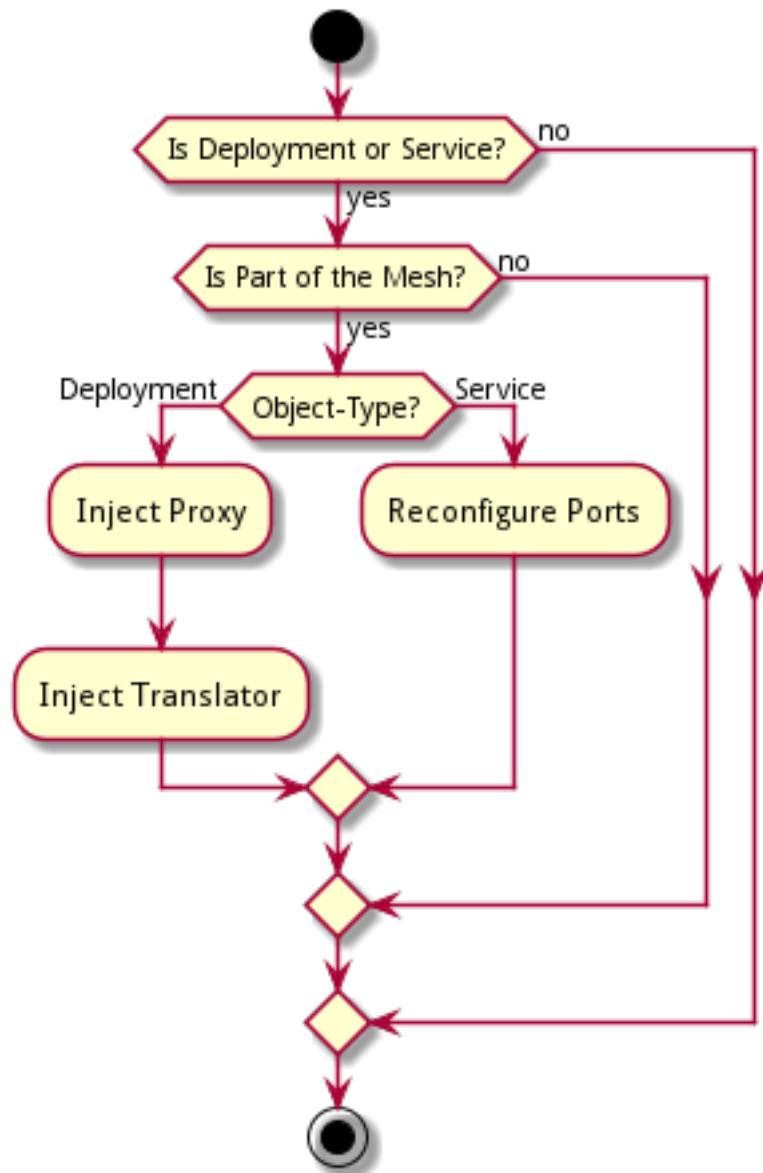 Is Deployment or Service?
no
yes
Is Part of the Mesh?
no
yes
Deployment
Object-Type?
Service
Inject Proxy
Reconfigure Ports
Inject Translator